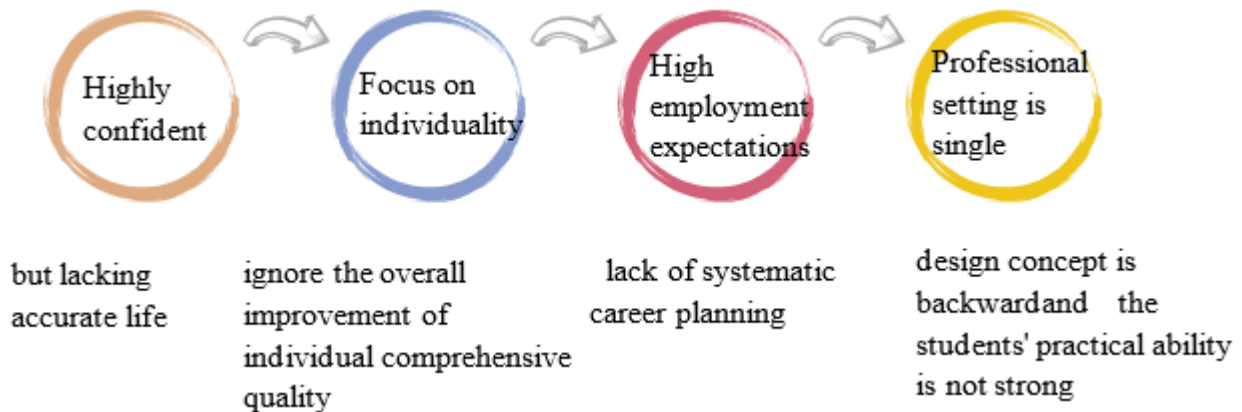 Highly
confident
Focus on
individuality
High
employment
expectations
Professional
setting is
single
but lacking
accurate life
ignore the overall
improvement of
individual comprehensive
quality
lack of systematic
career planning
design concept is
backwardand the
students' practical ability
is not strong